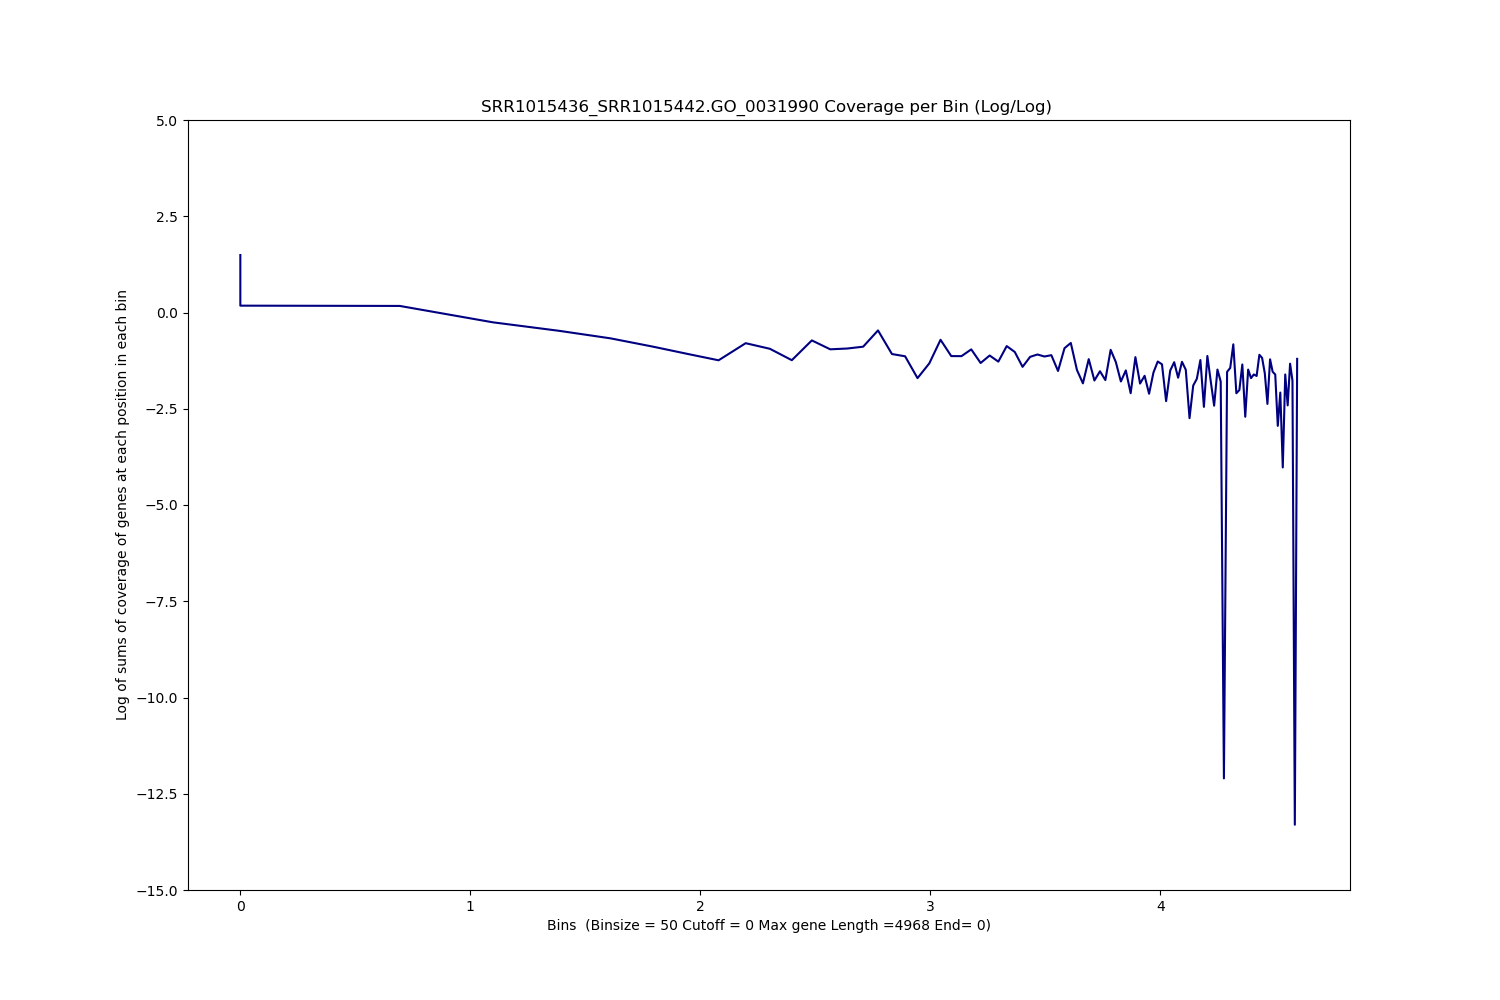 SRR1015436_SRR1015442.GO_0031990 Coverage per Bin (Log/Log)
Log of sums of coverage of genes at each position in each bin
5.0
2.5
0.0
−2.5
−5.0
−7.5
−10.0
−12.5
−15.0
0 1 2 3 4
Bins  (Binsize = 50 Cutoff = 0 Max gene Length =4968 End= 0)